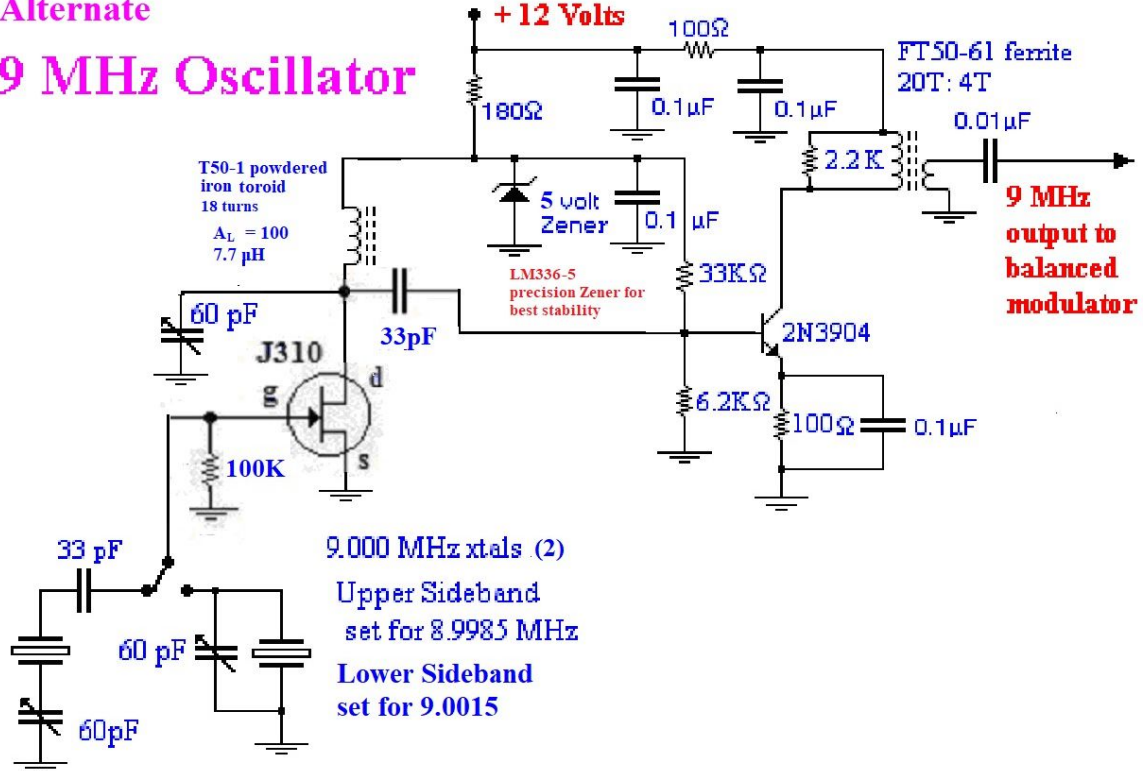 Alternate
9 MHz Oscillator
+ 12 Volts
100Ω
FT50-61 ferrite
20T: 4T
180Ω
0.1µF
0.1µF
0.01µF
T50-1 powdered
iron toroid
18 turns
AL = 100
7.7 µH
5 volt
Zener
0.1 µF
2.2 K
9 MHz
output to
balanced
modulator
LM336-5
precision Zener for
best stability
33KΩ
60 pF
33pF
2N3904
J310
g
d
s
6.2KΩ
100Ω
0.1µF
100K
33 pF
9.000 MHz xtals (2)
Upper Sideband
set for 8.9985 MHz
60 pF
Lower Sideband
set for 9.0015
60pF